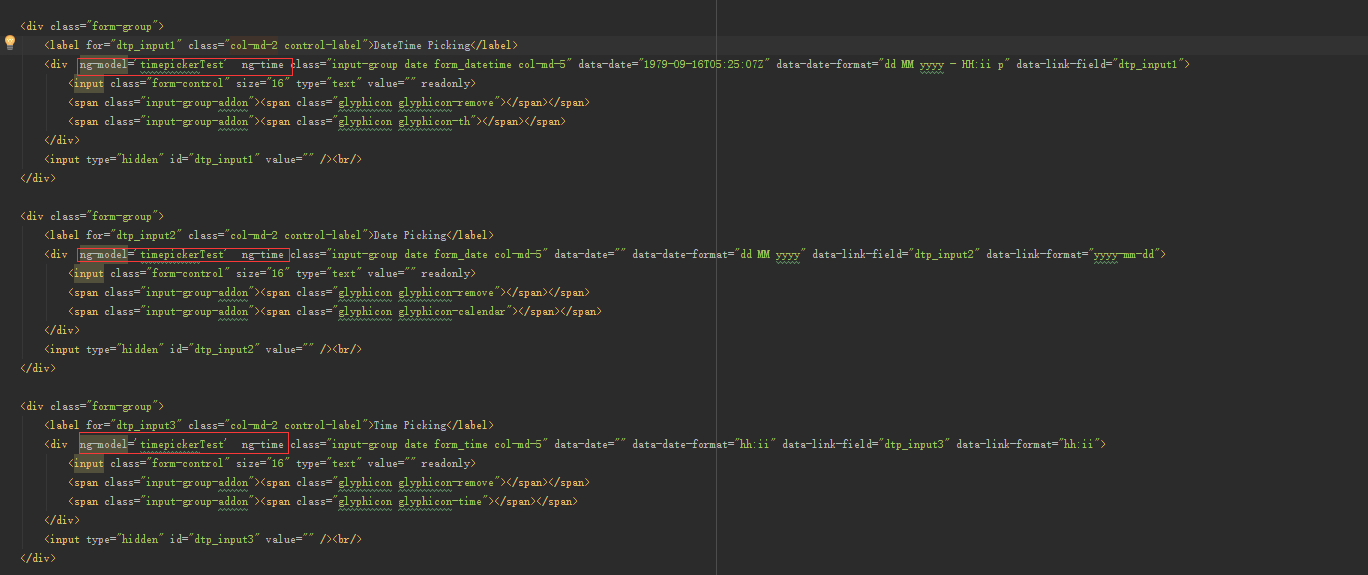 <div class="form-group">
<label for="dtp_input1" class="col-md-2 control-label">DateTime Picking</label>
<div ng-model='timepickerTest' ng-time class="input-group date form_datetime col-md-5" data-date="1979-09-16T05:25:07Z" data-date-format="dd MM yyyy - HH:ii p" data-link-field="dtp_input1">
<input class="form-control" size="16" type="text" value="" readonly>
<span class="input-group-addon"><span class="glyphicon glyphicon-remove"></span></span>
<span class="input-group-addon"><span class="glyphicon glyphicon-th"></span></span>
</div>
<input type="hidden" id="dtp_input1" value="" /><br/>
</div>
<div class="form-group">
<label for="dtp_input2" class="col-md-2 control-label">Date Picking</label>
<div ng-model='timepickerTest' ng-time class="input-group date form_date col-md-5" data-date="" data-date-format="dd MM yyyy" data-link-field="dtp_input2" data-link-format="yyyy-mm-dd">
<input class="form-control" size="16" type="text" value="" readonly>
<span class="input-group-addon"><span class="glyphicon glyphicon-remove"></span></span>
<span class="input-group-addon"><span class="glyphicon glyphicon-calendar"></span></span>
</div>
<input type="hidden" id="dtp_input2" value="" /><br/>
</div>
<div class="form-group">
<label for="dtp_input3" class="col-md-2 control-label">Time Picking</label>
<div ng-model='timepickerTest' ng-time class="input-group date form_time col-md-5" data-date="" data-date-format="hh:ii" data-link-field="dtp_input3" data-link-format="hh:ii">
<input class="form-control" size="16" type="text" value="" readonly>
<span class="input-group-addon"><span class="glyphicon glyphicon-remove"></span></span>
<span class="input-group-addon"><span class="glyphicon glyphicon-time"></span></span>
</div>
<input type="hidden" id="dtp_input3" value="" /><br/>
</div>